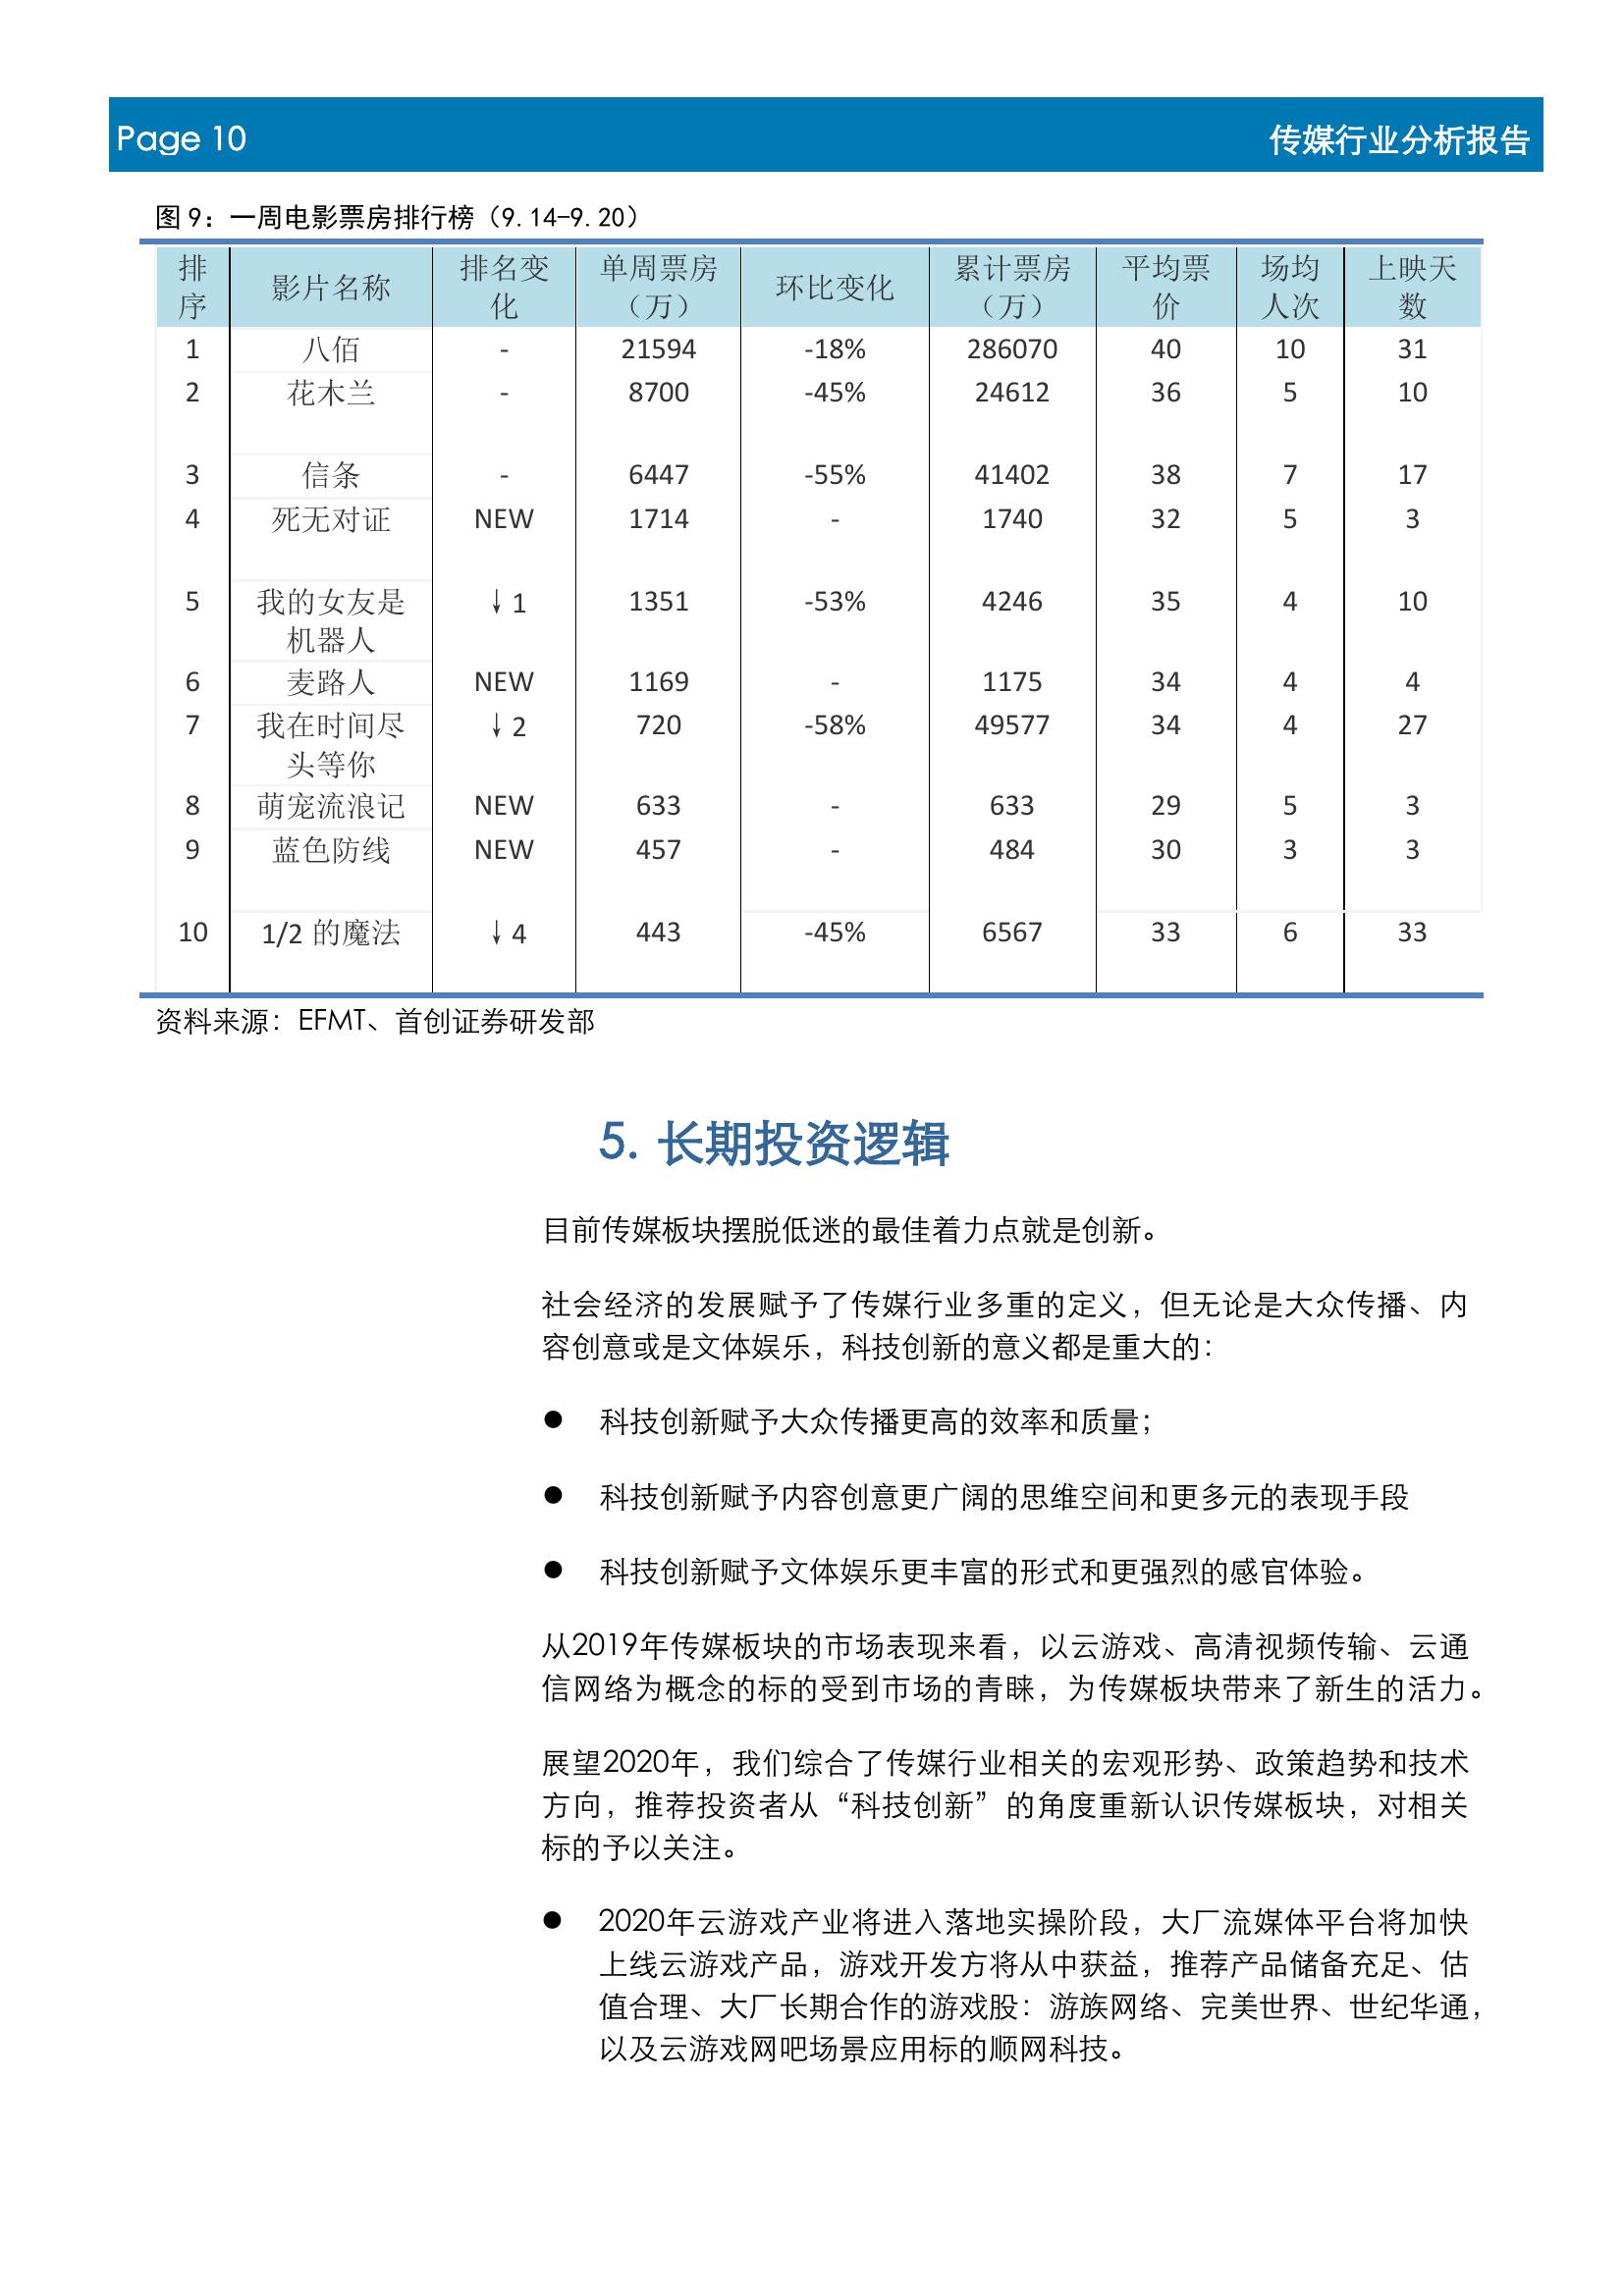 Page 10 传媒行业分析报告
图 9：一周电影票房排行榜（9.14-9.20）
排序 影片名称 排名变化 单周票房（万） 环比变化 累计票房（万） 平均票价 场均人次 上映天数
1 八佰 - 21594 -18% 286070 40 10 31
2 花木兰 - 8700 -45% 24612 36 5 10
3 信条 - 6447 -55% 41402 38 7 17
4 死无对证 NEW 1714 - 1740 32 5 3
5 我的女友是机器人 ↓1 1351 -53% 4246 35 4 10
6 麦路人 NEW 1169 - 1175 34 4 4
7 我在时间尽头等你 ↓2 720 -58% 49577 34 4 27
8 萌宠流浪记 NEW 633 - 633 29 5 3
9 蓝色防线 NEW 457 - 484 30 3 3
10 1/2 的魔法 ↓4 443 -45% 6567 33 6 33
资料来源：EFMT、首创证券研发部
5. 长期投资逻辑
目前传媒板块摆脱低迷的最佳着力点就是创新。
社会经济的发展赋予了传媒行业多重的定义，但无论是大众传播、内
容创意或是文体娱乐，科技创新的意义都是重大的：
● 科技创新赋予大众传播更高的效率和质量；
● 科技创新赋予内容创意更广阔的思维空间和更多元的表现手段
● 科技创新赋予文体娱乐更丰富的形式和更强烈的感官体验。
从2019年传媒板块的市场表现来看，以云游戏、高清视频传输、云通
信网络为概念的标的受到市场的青睐，为传媒板块带来了新生的活力。
展望2020年，我们综合了传媒行业相关的宏观形势、政策趋势和技术
方向，推荐投资者从“科技创新”的角度重新认识传媒板块，对相关
标的予以关注。
● 2020年云游戏产业将进入落地实操阶段，大厂流媒体平台将加快
上线云游戏产品，游戏开发方将从中获益，推荐产品储备充足、估
值合理、大厂长期合作的游戏股：游族网络、完美世界、世纪华通，
以及云游戏网吧场景应用标的顺网科技。